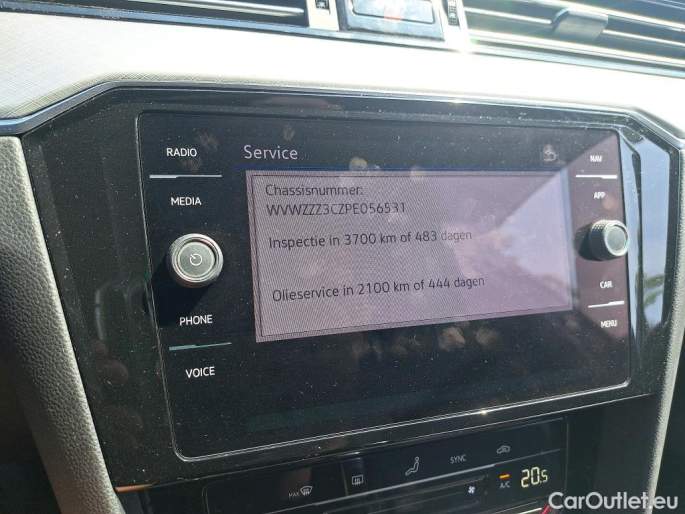 RADIO
Service
NAV
MEDIA
APP
Chassisnummer:
WVWZZZ3CZPE056531
Inspectie in 3700 km of 483 dagen
Olieservice in 2100 km of 444 dagen
CAR
PHONE
MENU
VOICE
SYNC
MAX
A/C
20.5
CarOutlet.eu